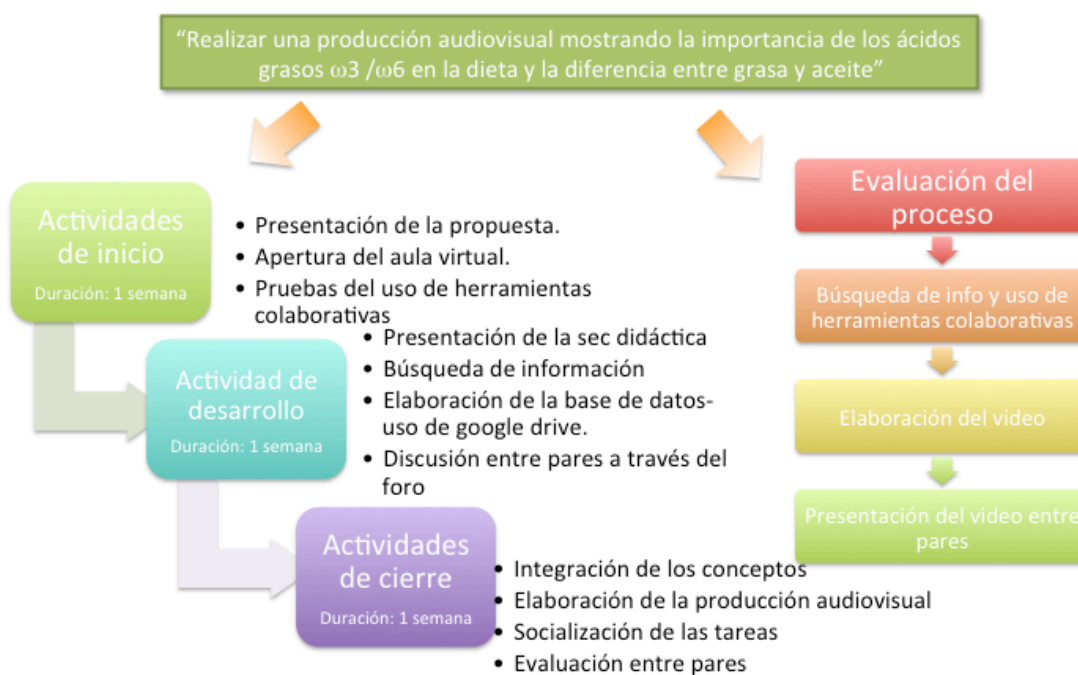 “Realizar una producción audiovisual mostrando la importancia de los ácidos
grasos ω3 /ω6 en la dieta y la diferencia entre grasa y aceite”
Actividades
de inicio
Duración: 1 semana
• Presentación de la propuesta.
• Apertura del aula virtual.
• Pruebas del uso de herramientas
colaborativas
Actividad de
desarrollo
Duración: 1 semana
• Presentación de la sec didáctica
• Búsqueda de información
• Elaboración de la base de datos-
uso de google drive.
• Discusión entre pares a través del
foro
Actividades
de cierre
Duración: 1 semana
• Integración de los conceptos
• Elaboración de la producción audiovisual
• Socialización de las tareas
• Evaluación entre pares
Evaluación del
proceso
Búsqueda de info y uso de
herramientas colaborativas
Elaboración del video
Presentación del video entre
pares